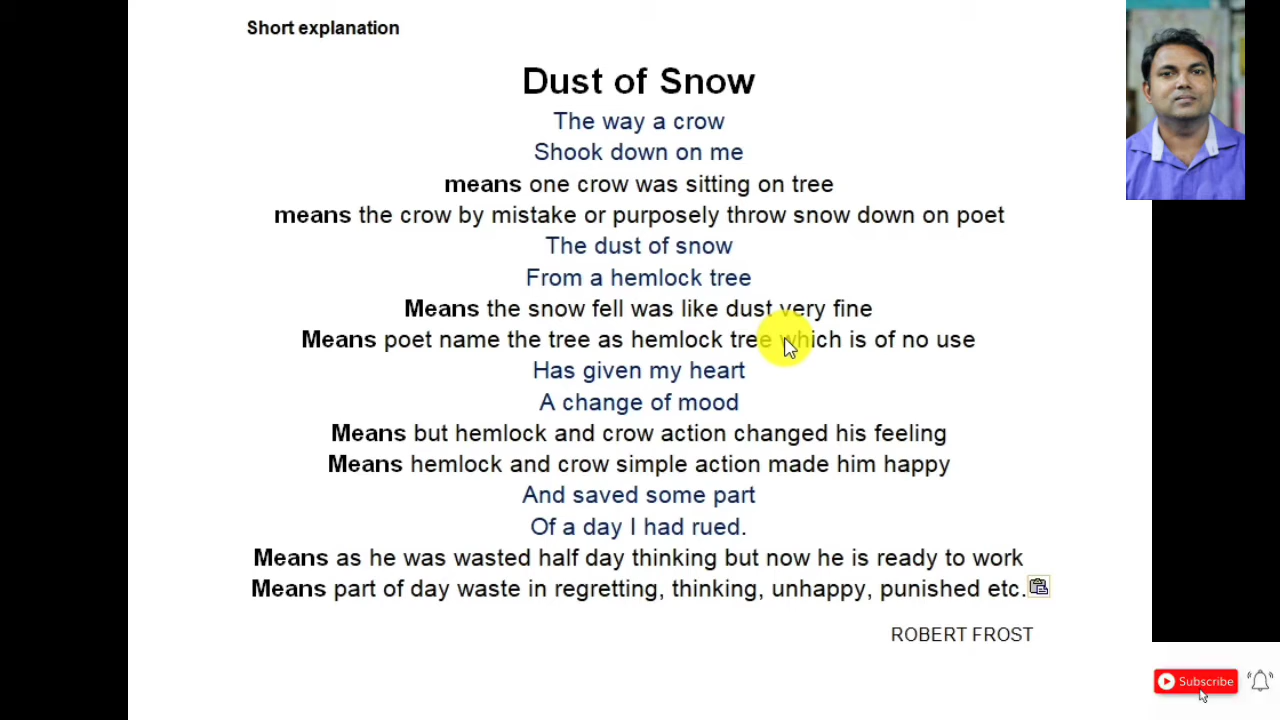 Short explanation
Dust of Snow
The way a crow
Shook down on me
means one crow was sitting on tree
means the crow by mistake or purposely throw snow down on poet
The dust of snow
From a hemlock tree
Means the snow fell was like dust very fine
Means poet name the tree as hemlock tree which is of no use
Has given my heart
A change of mood
Means but hemlock and crow action changed his feeling
Means hemlock and crow simple action made him happy
And saved some part
Of a day I had rued.
Means as he was wasted half day thinking but now he is ready to work
Means part of day waste in regretting, thinking, unhappy, punished etc.
ROBERT FROST
Subscribe